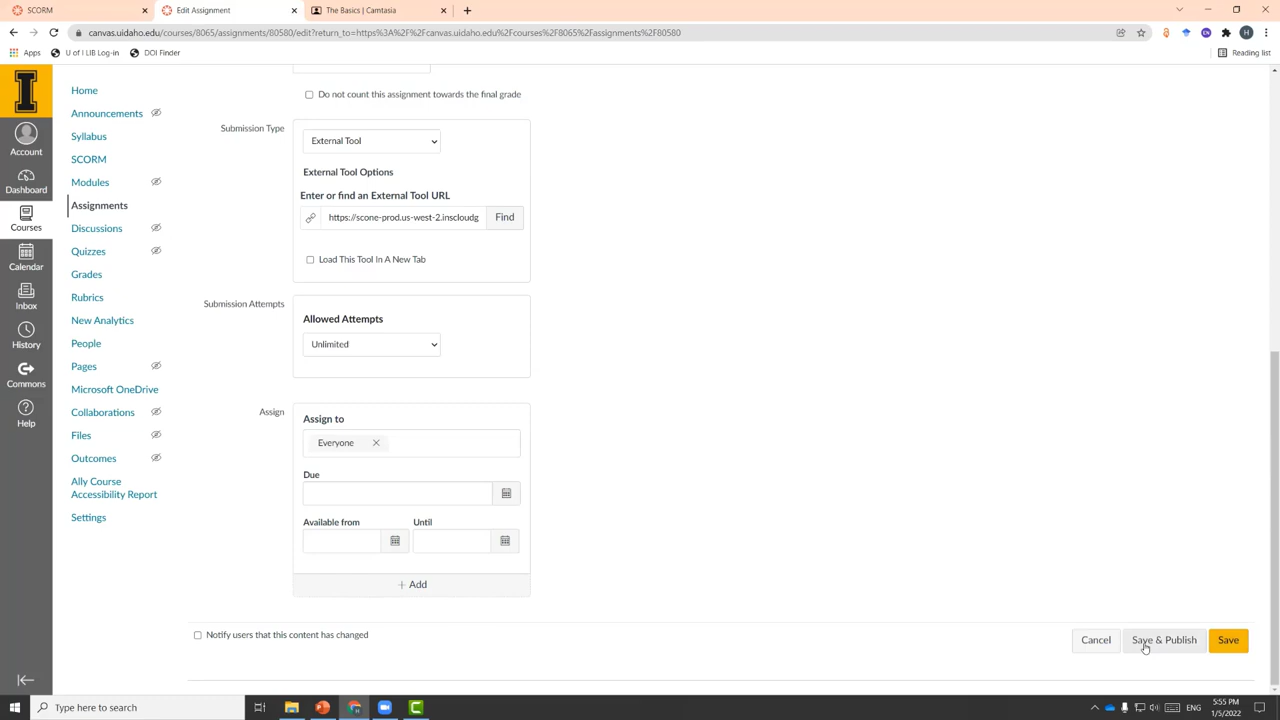 SCORM
Edit Assignment
The Basics | Camtasia
canvas.uidaho.edu/courses/8065/assignments/80580/edit?return_to=https%3A%2F%2Fcanvas.uidaho.edu%2Fcourses%2F8065%2Fassignments%2F80580
Apps
U of I LIB Log-in
DOI Finder
Reading list
Account
Dashboard
Courses
Calendar
Inbox
History
Commons
Help
Home
Announcements
Syllabus
SCORM
Modules
Assignments
Discussions
Quizzes
Grades
Rubrics
New Analytics
People
Pages
Microsoft OneDrive
Collaborations
Files
Outcomes
Ally Course
Accessibility Report
Settings
Do not count this assignment towards the final grade
Submission Type
External Tool
External Tool Options
Enter or find an External Tool URL
https://scone-prod.us-west-2.inscloudg
Find
Load This Tool In A New Tab
Submission Attempts
Allowed Attempts
Unlimited
Assign
Assign to
Everyone
Due
Available from
Until
+ Add
Notify users that this content has changed
Cancel
Save & Publish
Save
Type here to search
ENG
5:55 PM
1/5/2022